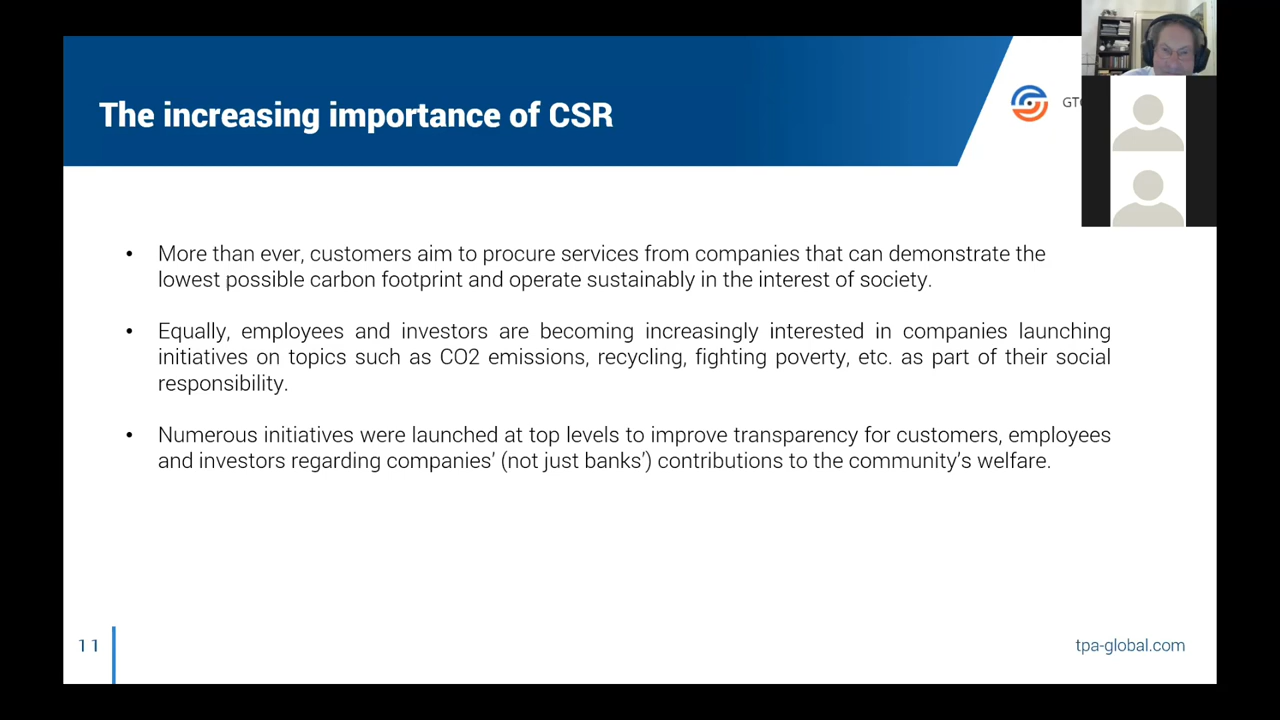 The increasing importance of CSR
• More than ever, customers aim to procure services from companies that can demonstrate the
lowest possible carbon footprint and operate sustainably in the interest of society.
• Equally, employees and investors are becoming increasingly interested in companies launching
initiatives on topics such as CO2 emissions, recycling, fighting poverty, etc. as part of their social
responsibility.
• Numerous initiatives were launched at top levels to improve transparency for customers, employees
and investors regarding companies’ (not just banks’) contributions to the community’s welfare.
11
tpa-global.com